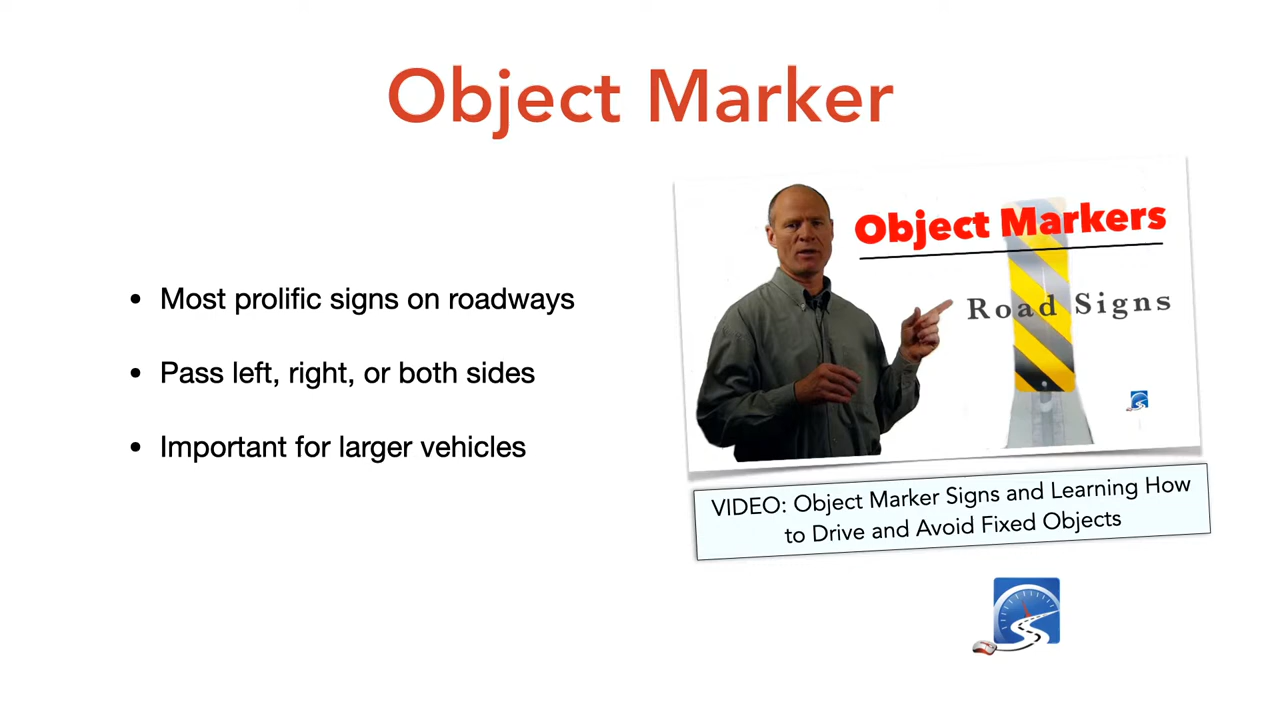 Object Marker
• Most prolific signs on roadways
• Pass left, right, or both sides
• Important for larger vehicles
Object Markers
Road Signs
VIDEO: Object Marker Signs and Learning How
to Drive and Avoid Fixed Objects